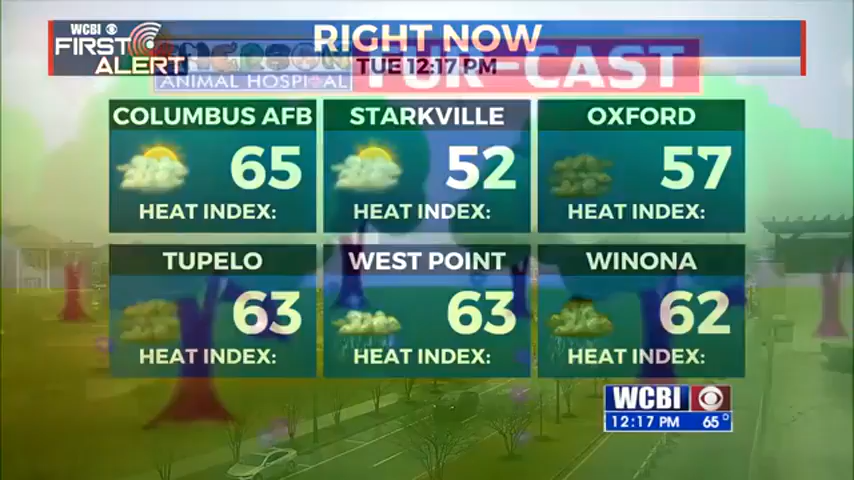 WCBI
FIRST
ALERT
RIGHT NOW
TUE 12:17 PM
FUR-CAST
ANIMAL HOSPITAL
COLUMBUS AFB
65
HEAT INDEX:
STARKVILLE
52
HEAT INDEX:
OXFORD
57
HEAT INDEX:
TUPELO
63
HEAT INDEX:
WEST POINT
63
HEAT INDEX:
WINONA
62
HEAT INDEX:
WCBI
12:17 PM 65°